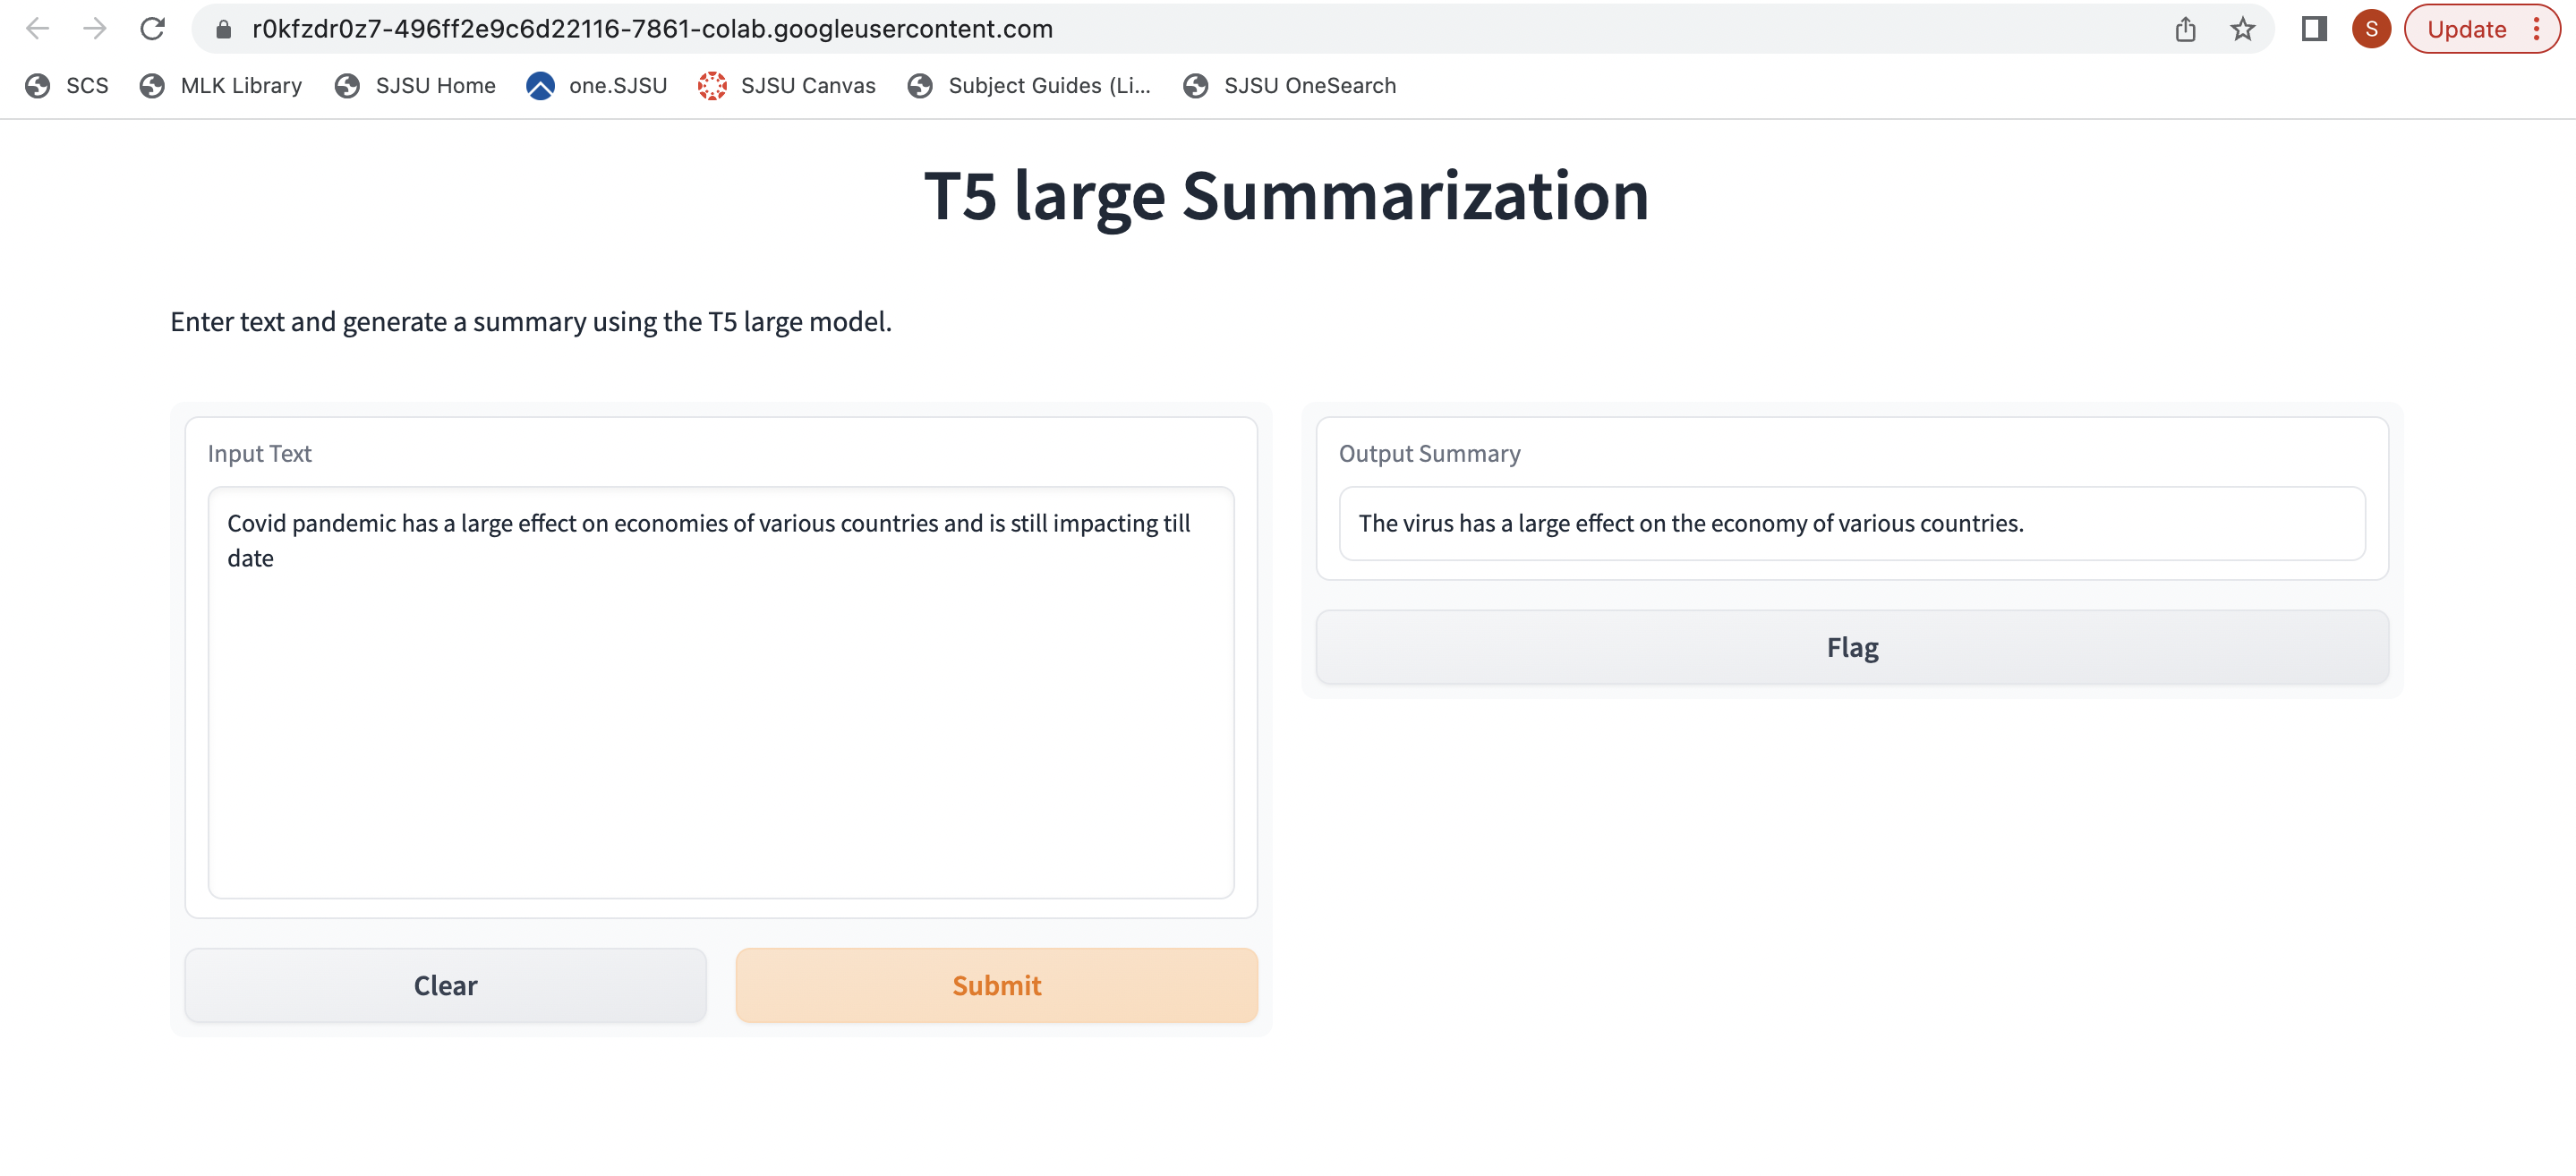 r0kfzdr0z7-496ff2e9c6d22116-7861-colab.googleusercontent.com
S
Update
SCS
MLK Library
SJSU Home
one.SJSU
SJSU Canvas
Subject Guides (Li...
SJSU OneSearch
T5 large Summarization
Enter text and generate a summary using the T5 large model.
Input Text
Covid pandemic has a large effect on economies of various countries and is still impacting till
date
Clear
Submit
Output Summary
The virus has a large effect on the economy of various countries.
Flag